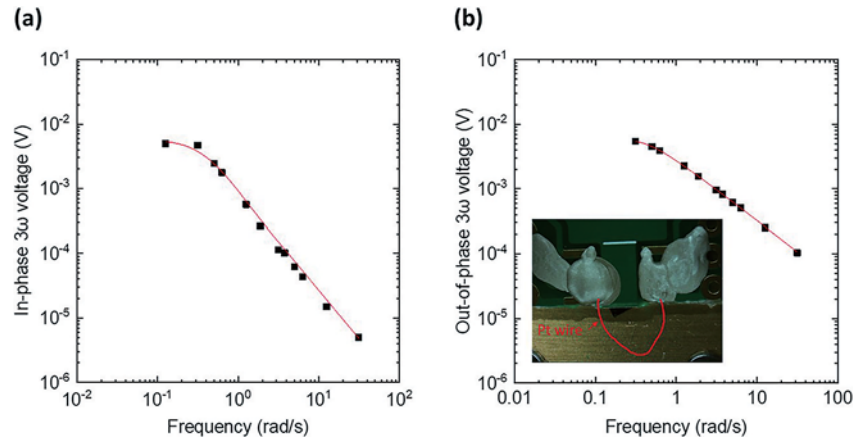 (a)
In-phase 3ω voltage (V)
10⁻¹
10⁻²
10⁻³
10⁻⁴
10⁻⁵
10⁻⁶
10⁻² 10⁻¹ 10⁰ 10¹ 10²
Frequency (rad/s)
(b)
Out-of-phase 3ω voltage (V)
10⁻¹
10⁻²
10⁻³
10⁻⁴
10⁻⁵
10⁻⁶
Pt wire
0.01 0.1 1 10 100
Frequency (rad/s)